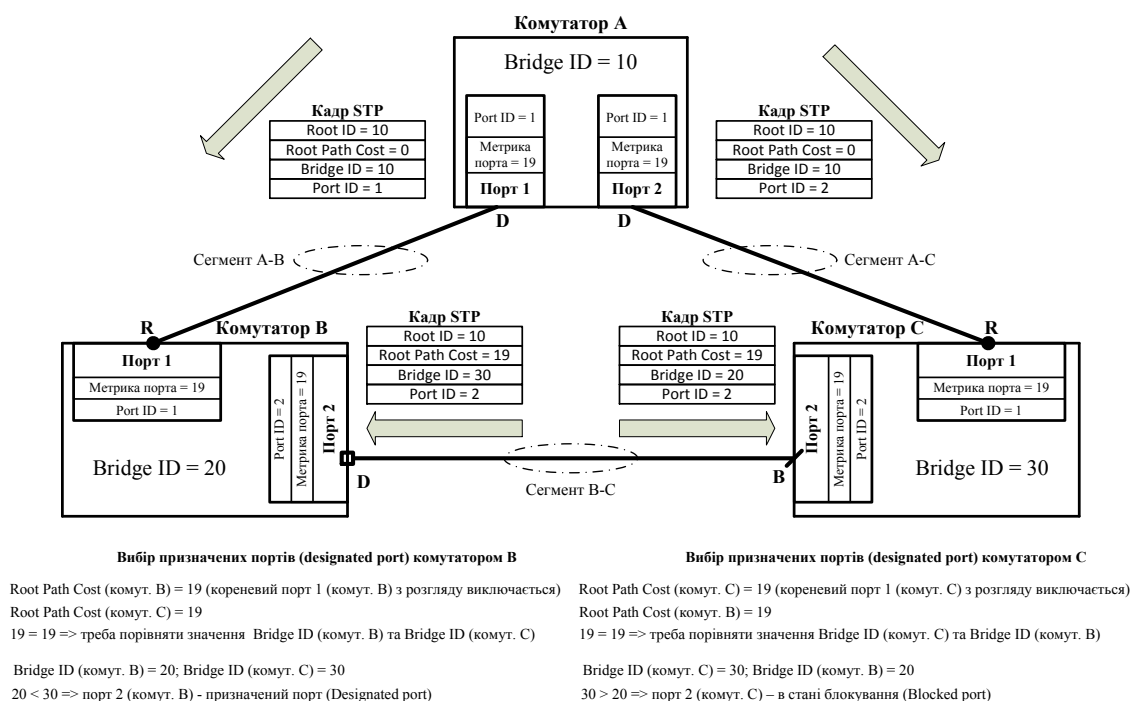 Комутатор A
Bridge ID = 10
Кадр STP
Root ID = 10
Root Path Cost = 0
Bridge ID = 10
Port ID = 1
Port ID = 1
Метрика
порта = 19
Порт 1
Port ID = 1
Метрика
порта = 19
Порт 2
Кадр STP
Root ID = 10
Root Path Cost = 0
Bridge ID = 10
Port ID = 2
D
D
Сегмент A-B
Сегмент A-C
R
Комутатор B
Порт 1
Метрика порта = 19
Port ID = 1
Port ID = 2
Метрика порта = 19
Порт 2
Bridge ID = 20
D
Кадр STP
Root ID = 10
Root Path Cost = 19
Bridge ID = 30
Port ID = 2
Кадр STP
Root ID = 10
Root Path Cost = 19
Bridge ID = 20
Port ID = 2
Сегмент B-C
Комутатор C
R
B
Порт 2
Метрика порта = 19
Port ID = 2
Порт 1
Метрика порта = 19
Port ID = 1
Bridge ID = 30
Вибір призначених портів (designated port) комутатором B
Root Path Cost (комут. B) = 19 (кореневий порт 1 (комут. B) з розгляду виключається)
Root Path Cost (комут. C) = 19
19 = 19 => треба порівняти значення Bridge ID (комут. B) та Bridge ID (комут. C)
Bridge ID (комут. B) = 20; Bridge ID (комут. C) = 30
20 < 30 => порт 2 (комут. B) - призначений порт (Designated port)
Вибір призначених портів (designated port) комутатором C
Root Path Cost (комут. C) = 19 (кореневий порт 1 (комут. C) з розгляду виключається)
Root Path Cost (комут. B) = 19
19 = 19 => треба порівняти значення Bridge ID (комут. C) та Bridge ID (комут. B)
Bridge ID (комут. C) = 30; Bridge ID (комут. B) = 20
30 > 20 => порт 2 (комут. C) – в стані блокування (Blocked port)